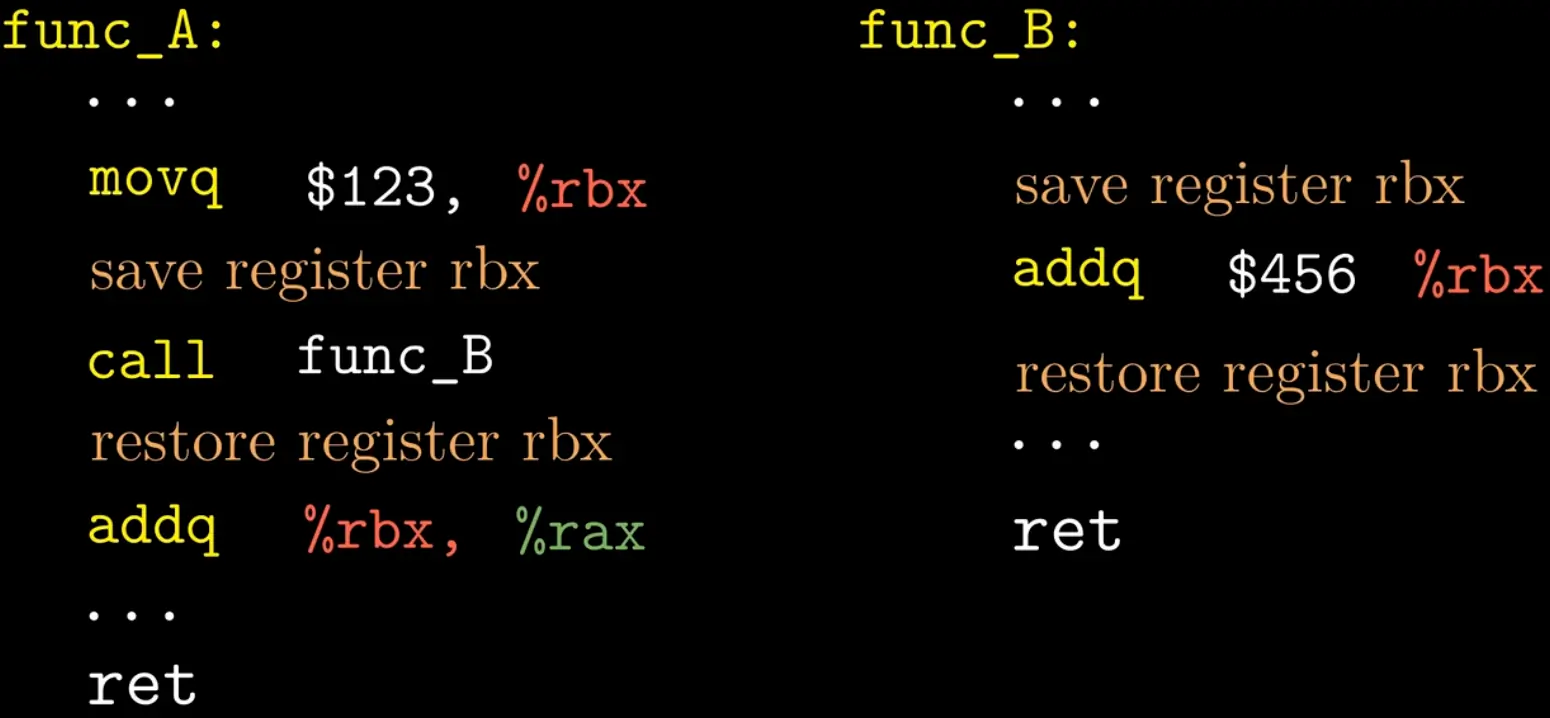 func_A:
...
movq $123, %rbx
save register rbx
call func_B
restore register rbx
addq %rbx, %rax
...
ret
func_B:
...
save register rbx
addq $456 %rbx
restore register rbx
...
ret